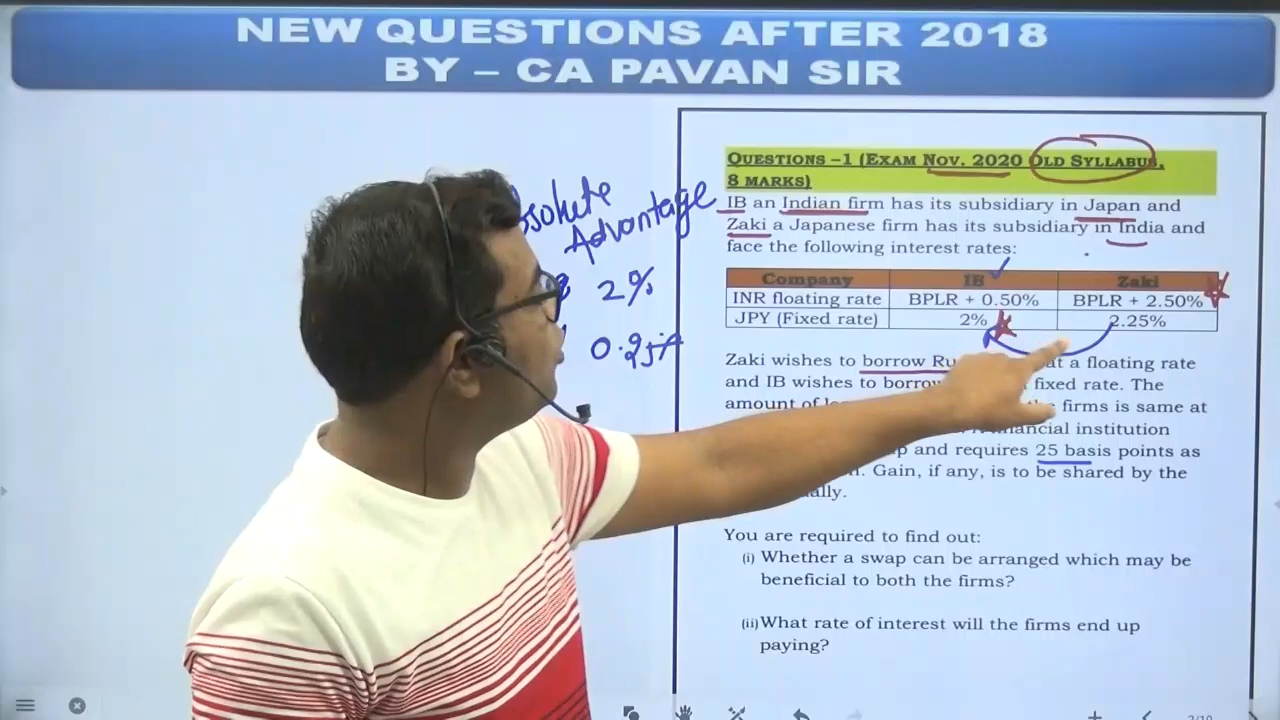 NEW QUESTIONS AFTER 2018
BY – CA PAVAN SIR
Advantage
2%
QUESTIONS –1 (EXAM NOV. 2020 OLD SYLLABUS,
8 MARKS)
IB an Indian firm has its subsidiary in Japan and
Zaki a Japanese firm has its subsidiary in India and
face the following interest rates:
Company IB Zaki
INR floating rate BPLR + 0.50% BPLR + 2.50%
JPY (Fixed rate) 2% 2.25%
Zaki wishes to borrow at a floating rate
and IB wishes to borrow fixed rate. The
amount of firms is same at
financial institution
and requires 25 basis points as
Gain, if any, is to be shared by the
You are required to find out:
(i) Whether a swap can be arranged which may be
beneficial to both the firms?
(ii) What rate of interest will the firms end up
paying?